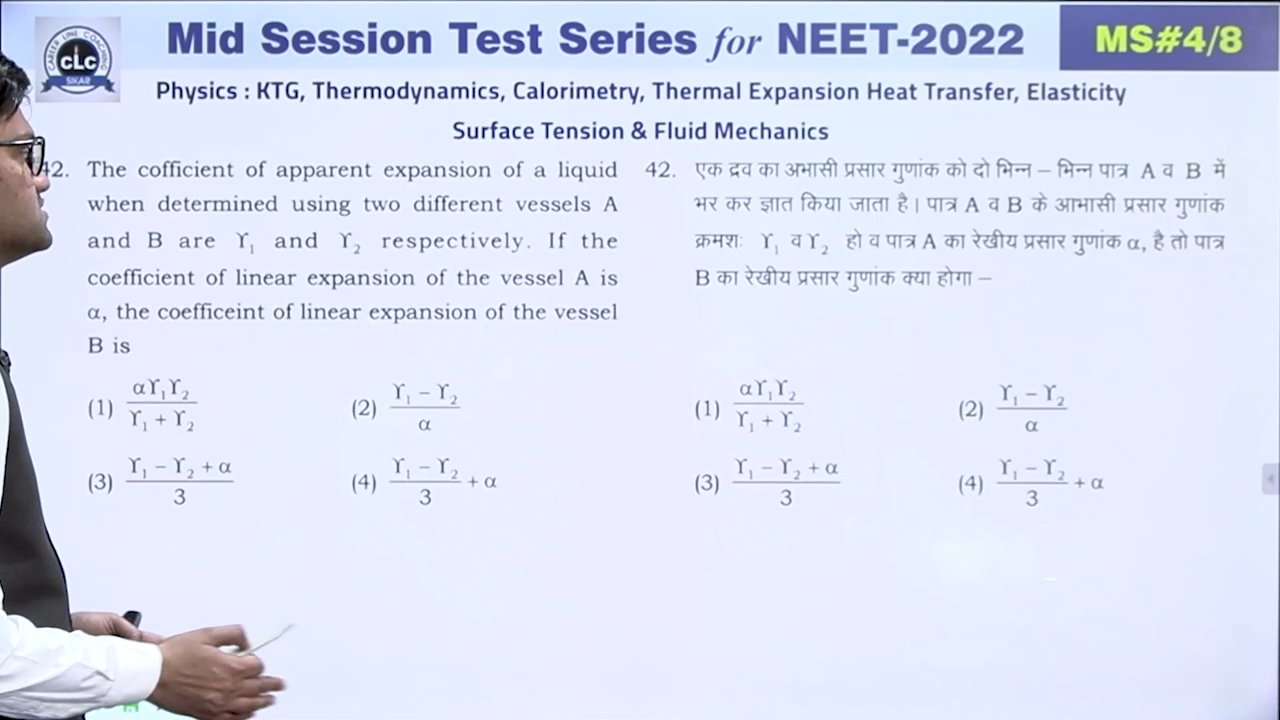 Mid Session Test Series for NEET-2022
MS#4/8
CAREER LINE COACHING
CLC
SIKAR
Physics : KTG, Thermodynamics, Calorimetry, Thermal Expansion Heat Transfer, Elasticity
Surface Tension & Fluid Mechanics
42. The cofficient of apparent expansion of a liquid
when determined using two different vessels A
and B are ϒ₁ and ϒ₂ respectively. If the
coefficient of linear expansion of the vessel A is
α, the coefficeint of linear expansion of the vessel
B is
(1) αϒ₁ϒ₂ / ϒ₁ + ϒ₂ (2) ϒ₁ – ϒ₂ / α
(3) ϒ₁ – ϒ₂ + α / 3 (4) ϒ₁ – ϒ₂ / 3 + α
42. एक द्रव का अभासी प्रसार गुणांक को दो भिन्न – भिन्न पात्र A व B में
भर कर ज्ञात किया जाता है। पात्र A व B के आभासी प्रसार गुणांक
क्रमशः ϒ₁ व ϒ₂ हो व पात्र A का रेखीय प्रसार गुणांक α, है तो पात्र
B का रेखीय प्रसार गुणांक क्या होगा –
(1) αϒ₁ϒ₂ / ϒ₁ + ϒ₂ (2) ϒ₁ – ϒ₂ / α
(3) ϒ₁ – ϒ₂ + α / 3 (4) ϒ₁ – ϒ₂ / 3 + α